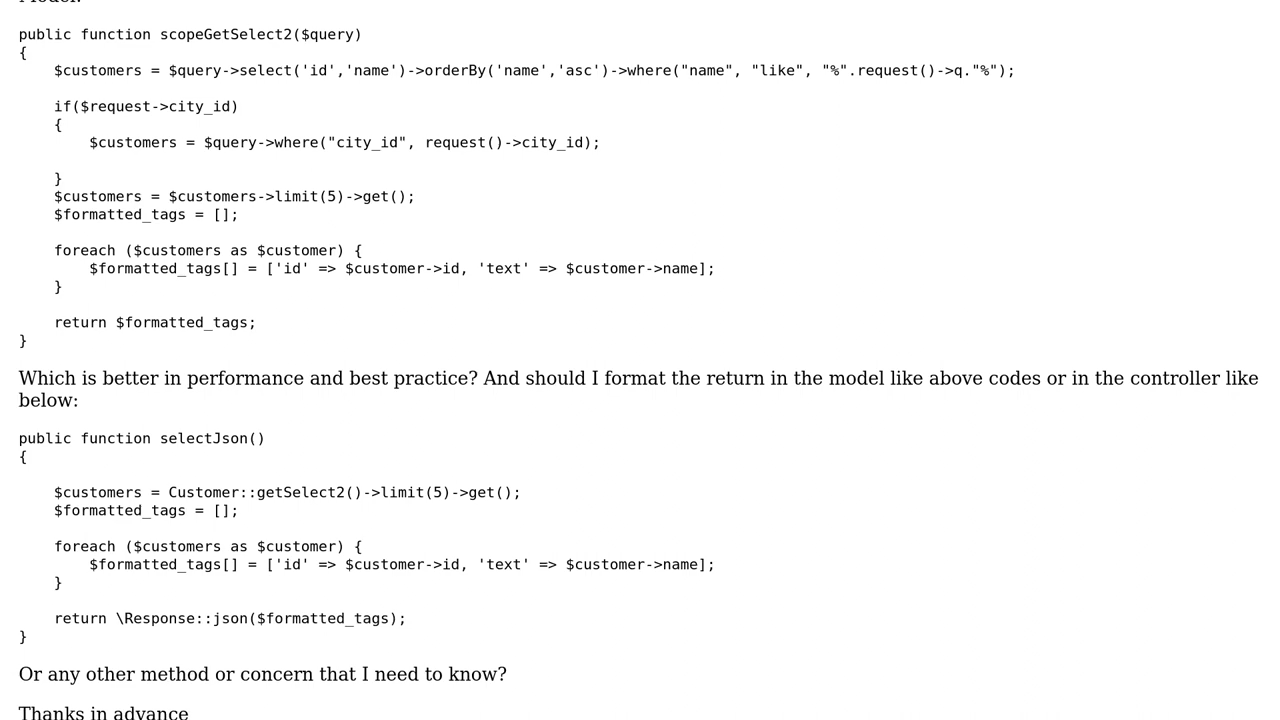 Model:
public function scopeGetSelect2($query)
{
    $customers = $query->select('id','name')->orderBy('name','asc')->where("name", "like", "%".request()->q."%");
    if($request->city_id)
    {
        $customers = $query->where("city_id", request()->city_id);
    }
    $customers = $customers->limit(5)->get();
    $formatted_tags = [];
    foreach ($customers as $customer) {
        $formatted_tags[] = ['id' => $customer->id, 'text' => $customer->name];
    }
    return $formatted_tags;
}
Which is better in performance and best practice? And should I format the return in the model like above codes or in the controller like
below:
public function selectJson()
{
    $customers = Customer::getSelect2()->limit(5)->get();
    $formatted_tags = [];
    foreach ($customers as $customer) {
        $formatted_tags[] = ['id' => $customer->id, 'text' => $customer->name];
    }
    return \Response::json($formatted_tags);
}
Or any other method or concern that I need to know?
Thanks in advance